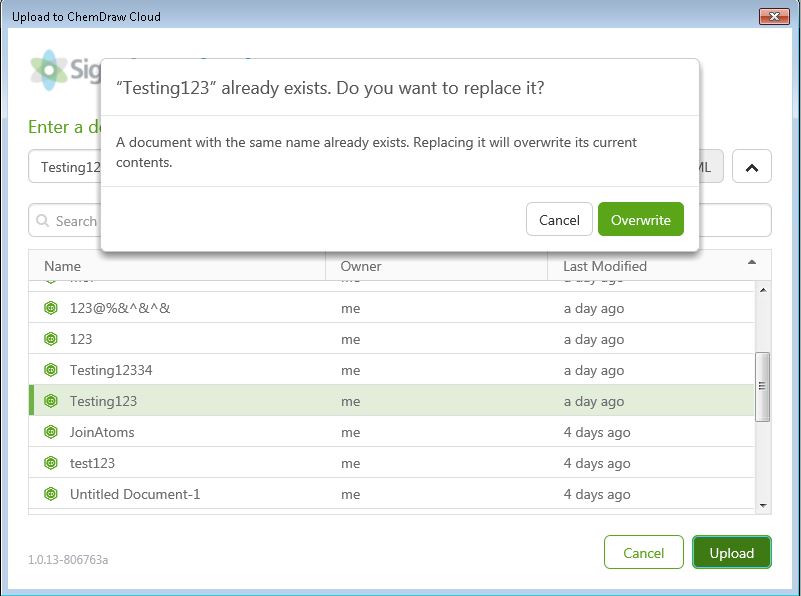 Upload to ChemDraw Cloud
Sig
“Testing123” already exists. Do you want to replace it?
Enter a d
A document with the same name already exists. Replacing it will overwrite its current
contents.
Testing12
ML
Search
Cancel
Overwrite
Name Owner Last Modified
123@%&^&^& me a day ago
123 me a day ago
Testing12334 me a day ago
Testing123 me a day ago
JoinAtoms me 4 days ago
test123 me 4 days ago
Untitled Document-1 me 4 days ago
1.0.13-806763a
Cancel
Upload